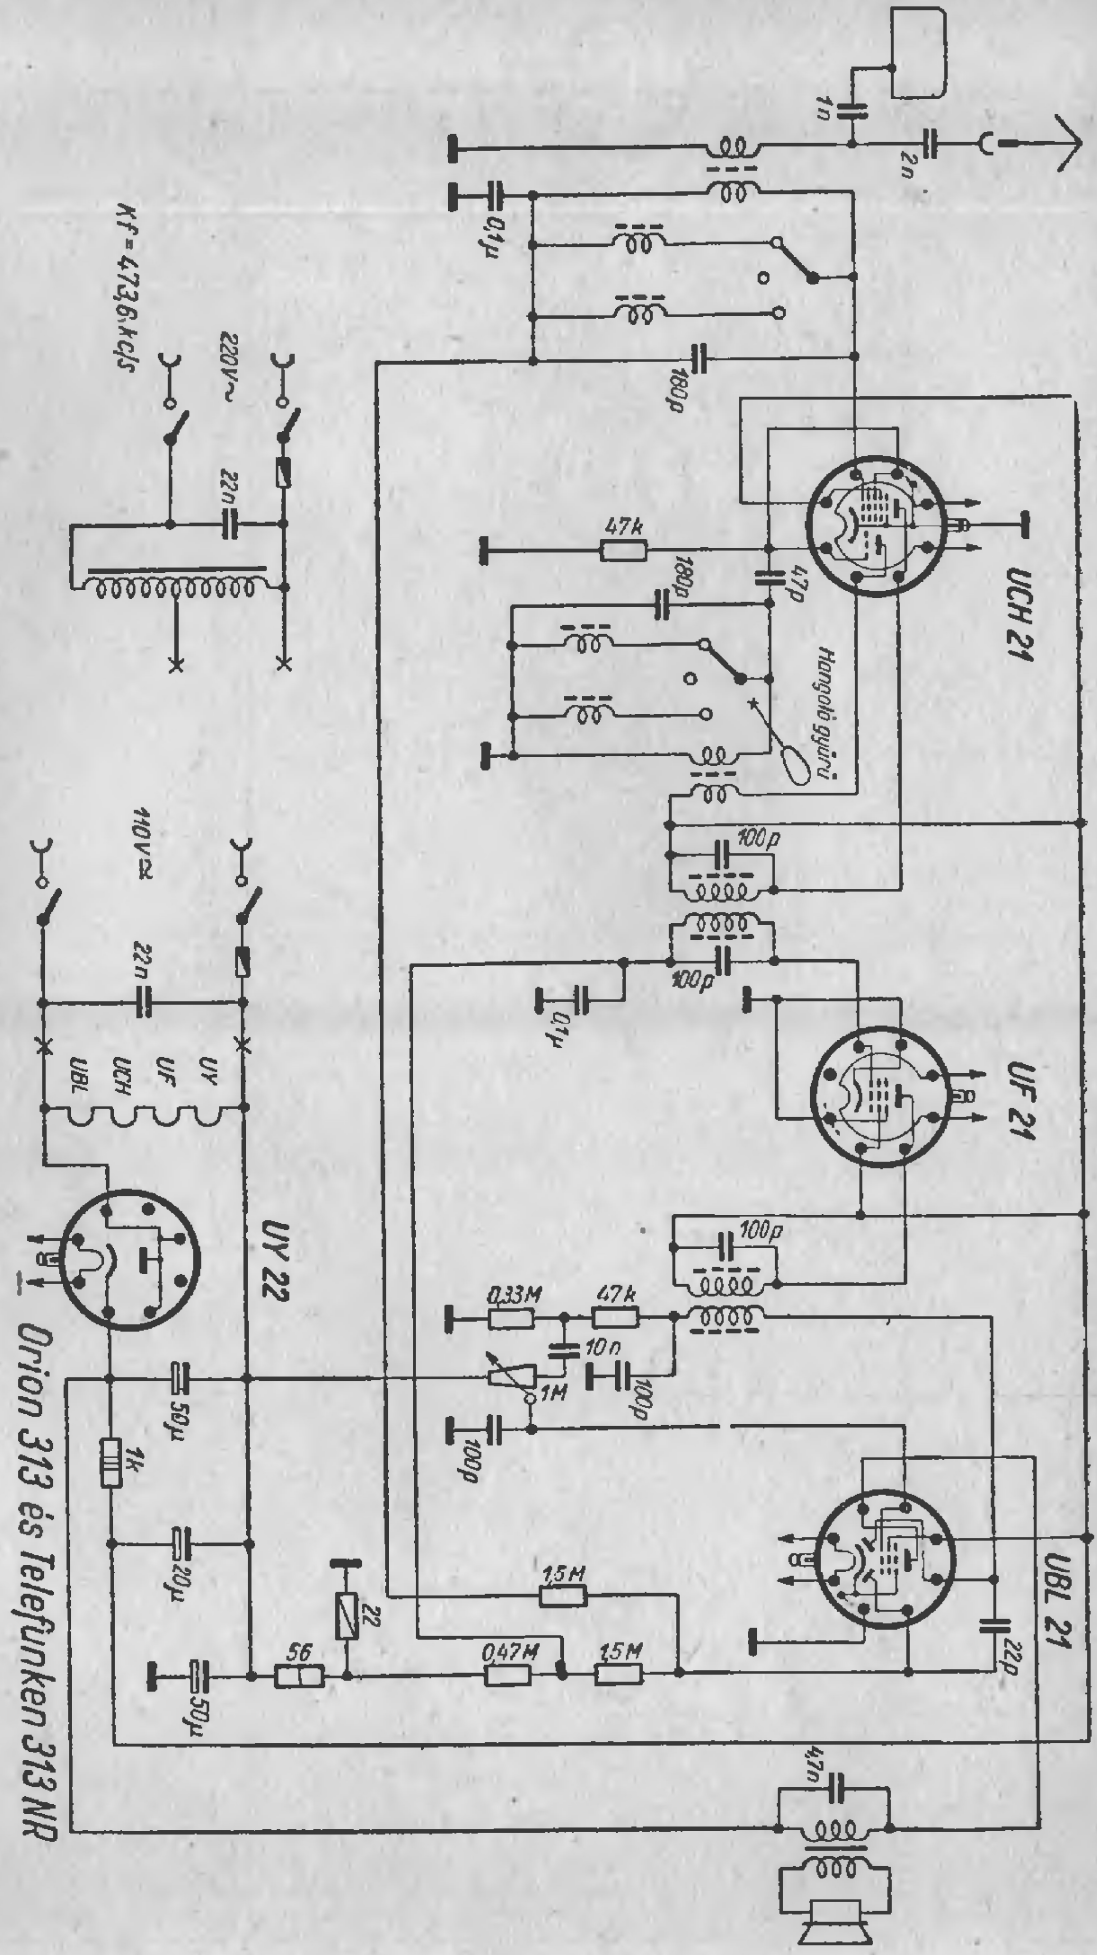 1n
2n
0,1µ
180p
UCH 21
47k
47p
180p
Hangoló gyűrű
100p
100p
0,1µ
UF 21
100p
0,33M
47k
10n
1M
100p
100p
UBL 21
22p
1,5M
0,47M
1,5M
22
56
4,7n
Kf = 473,6 kc/s
220V~
22n
110V≂
22n
UBL
UCH
UF
UY
UY 22
50µ
1k
20µ
50µ
Orion 313 és Telefunken 313 NR